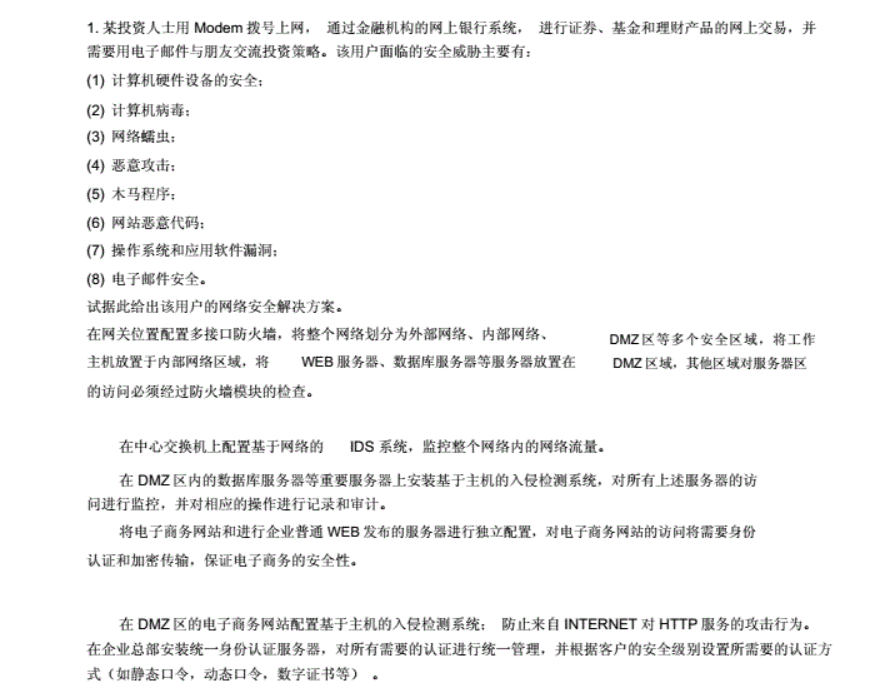 1. 某投资人士用 Modem 拨号上网， 通过金融机构的网上银行系统， 进行证券、基金和理财产品的网上交易，并
需要用电子邮件与朋友交流投资策略。该用户面临的安全威胁主要有：
(1) 计算机硬件设备的安全；
(2) 计算机病毒；
(3) 网络蠕虫；
(4) 恶意攻击；
(5) 木马程序；
(6) 网站恶意代码；
(7) 操作系统和应用软件漏洞；
(8) 电子邮件安全。
试据此给出该用户的网络安全解决方案。
在网关位置配置多接口防火墙，将整个网络划分为外部网络、内部网络、 DMZ 区等多个安全区域，将工作
主机放置于内部网络区域，将 WEB 服务器、数据库服务器等服务器放置在 DMZ 区域，其他区域对服务器区
的访问必须经过防火墙模块的检查。
在中心交换机上配置基于网络的 IDS 系统，监控整个网络内的网络流量。
在 DMZ 区内的数据库服务器等重要服务器上安装基于主机的入侵检测系统，对所有上述服务器的访
问进行监控，并对相应的操作进行记录和审计。
将电子商务网站和进行企业普通 WEB 发布的服务器进行独立配置，对电子商务网站的访问将需要身份
认证和加密传输，保证电子商务的安全性。
在 DMZ 区的电子商务网站配置基于主机的入侵检测系统； 防止来自 INTERNET 对 HTTP 服务的攻击行为。
在企业总部安装统一身份认证服务器，对所有需要的认证进行统一管理，并根据客户的安全级别设置所需要的认证方
式（如静态口令，动态口令，数字证书等） 。